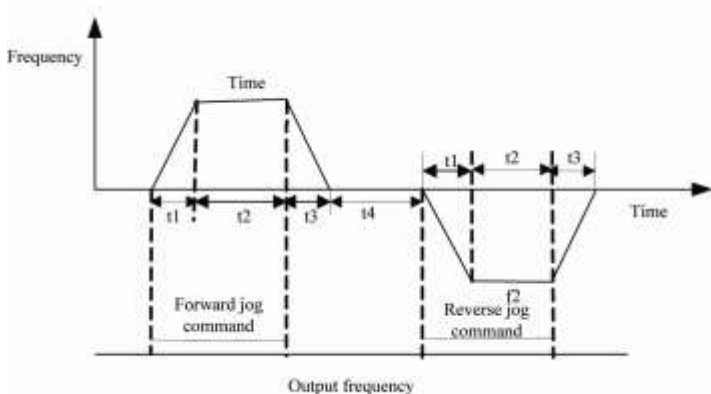 Frequency
Time
t1 t2 t3
t1 t2 t3 t4
Time
f2
Forward jog command
Reverse jog command
Output frequency